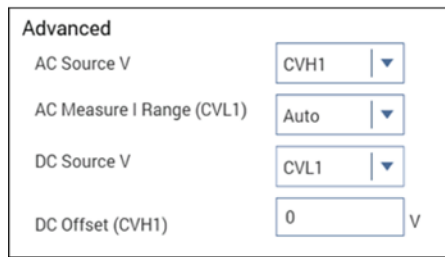 Advanced
AC Source V CVH1
AC Measure I Range (CVL1) Auto
DC Source V CVL1
DC Offset (CVH1) 0 V